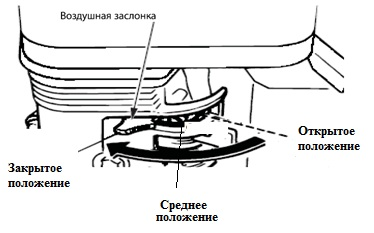 Воздушная заслонка
Открытое
положение
Закрытое
положение
Среднее
положение